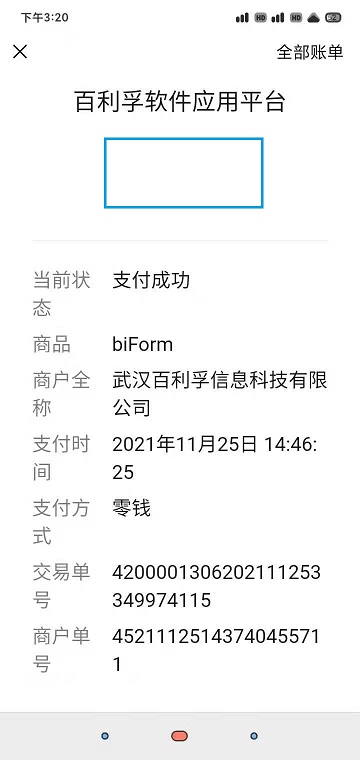 下午3:20
全部账单
百利孚软件应用平台
当前状态 支付成功
商品 biForm
商户全称 武汉百利孚信息科技有限公司
支付时间 2021年11月25日 14:46:25
支付方式 零钱
交易单号 4200001306202111253349974115
商户单号 45211125143740455711